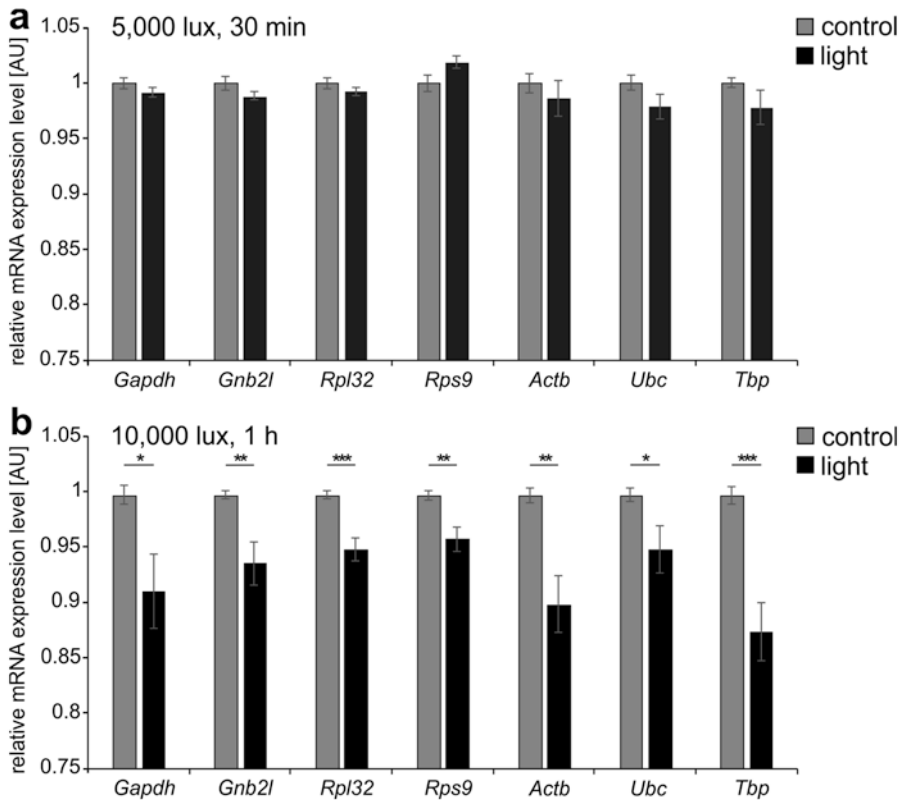 a
5,000 lux, 30 min
control
light
relative mRNA expression level [AU]
1.05
1
0.95
0.9
0.85
0.8
0.75
Gapdh Gnb2l Rpl32 Rps9 Actb Ubc Tbp
b
10,000 lux, 1 h
control
light
relative mRNA expression level [AU]
1.05
1
0.95
0.9
0.85
0.8
0.75
* ** *** ** ** * ***
Gapdh Gnb2l Rpl32 Rps9 Actb Ubc Tbp